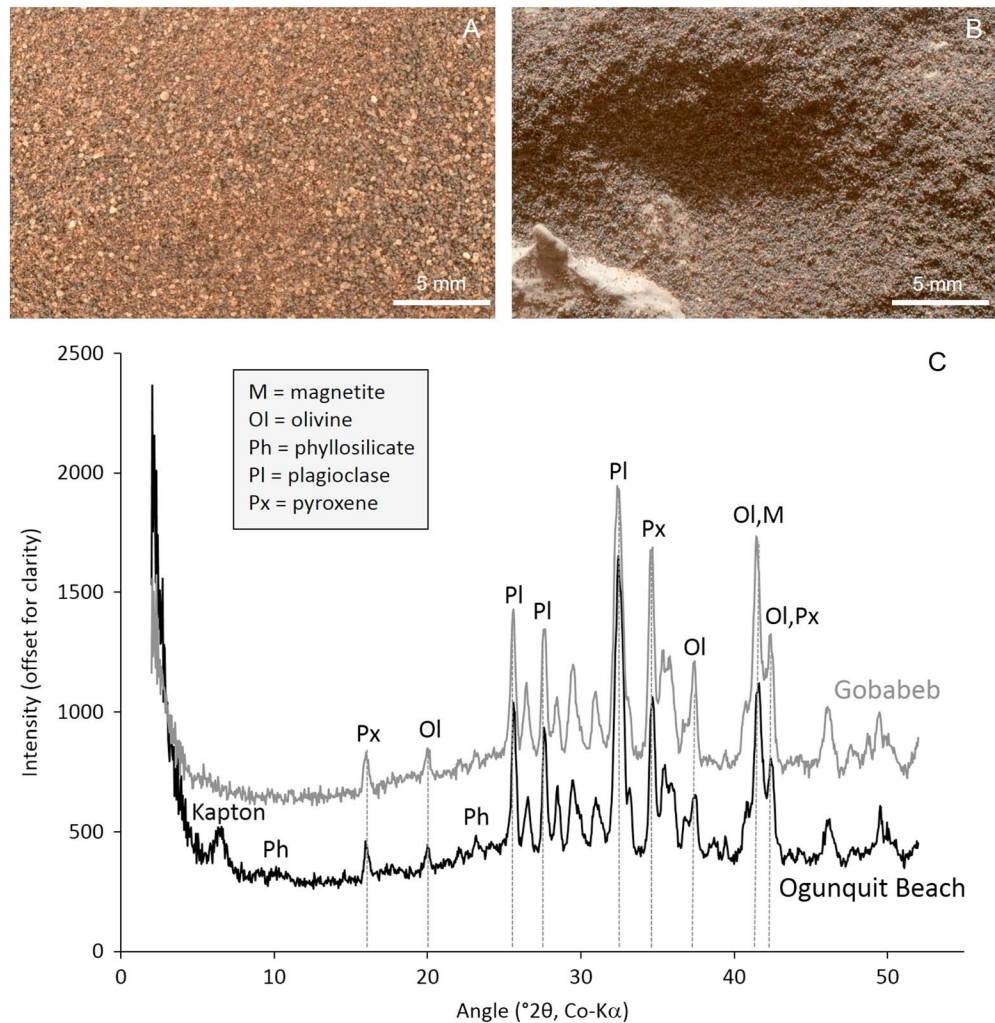 A
5 mm
B
5 mm
C
2500
2000
1500
1000
500
0
Intensity (offset for clarity)
M = magnetite
Ol = olivine
Ph = phyllosilicate
Pl = plagioclase
Px = pyroxene
Kapton
Ph
Px
Ol
Ph
Pl
Pl
Pl
Px
Ol
Ol,M
Ol,Px
Gobabeb
Ogunquit Beach
0
10
20
30
40
50
Angle (°2θ, Co-Kα)